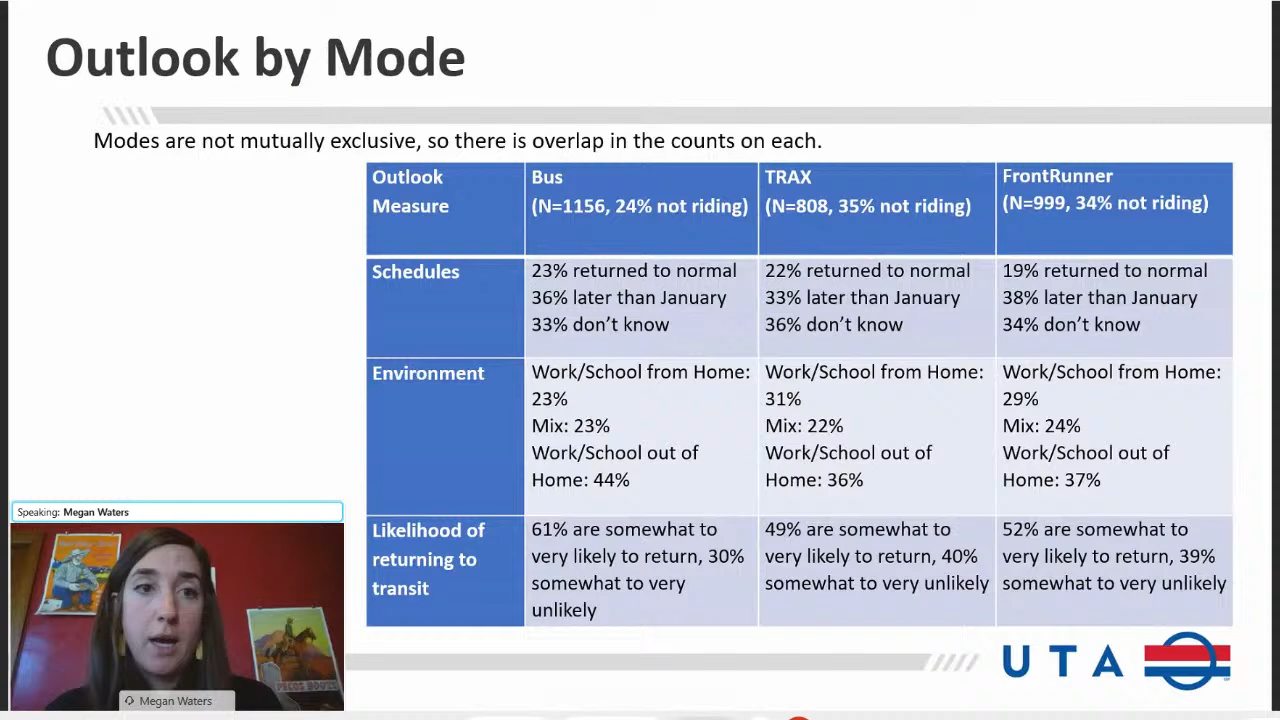 Outlook by Mode
Modes are not mutually exclusive, so there is overlap in the counts on each.
Outlook
Measure
Bus
(N=1156, 24% not riding)
TRAX
(N=808, 35% not riding)
FrontRunner
(N=999, 34% not riding)
Schedules
23% returned to normal
36% later than January
33% don’t know
22% returned to normal
33% later than January
36% don’t know
19% returned to normal
38% later than January
34% don’t know
Environment
Work/School from Home:
23%
Mix: 23%
Work/School out of
Home: 44%
Work/School from Home:
31%
Mix: 22%
Work/School out of
Home: 36%
Work/School from Home:
29%
Mix: 24%
Work/School out of
Home: 37%
Likelihood of
returning to
transit
61% are somewhat to
very likely to return, 30%
somewhat to very
unlikely
49% are somewhat to
very likely to return, 40%
somewhat to very unlikely
52% are somewhat to
very likely to return, 39%
somewhat to very unlikely
Speaking: Megan Waters
PECOS
Megan Waters
UTA